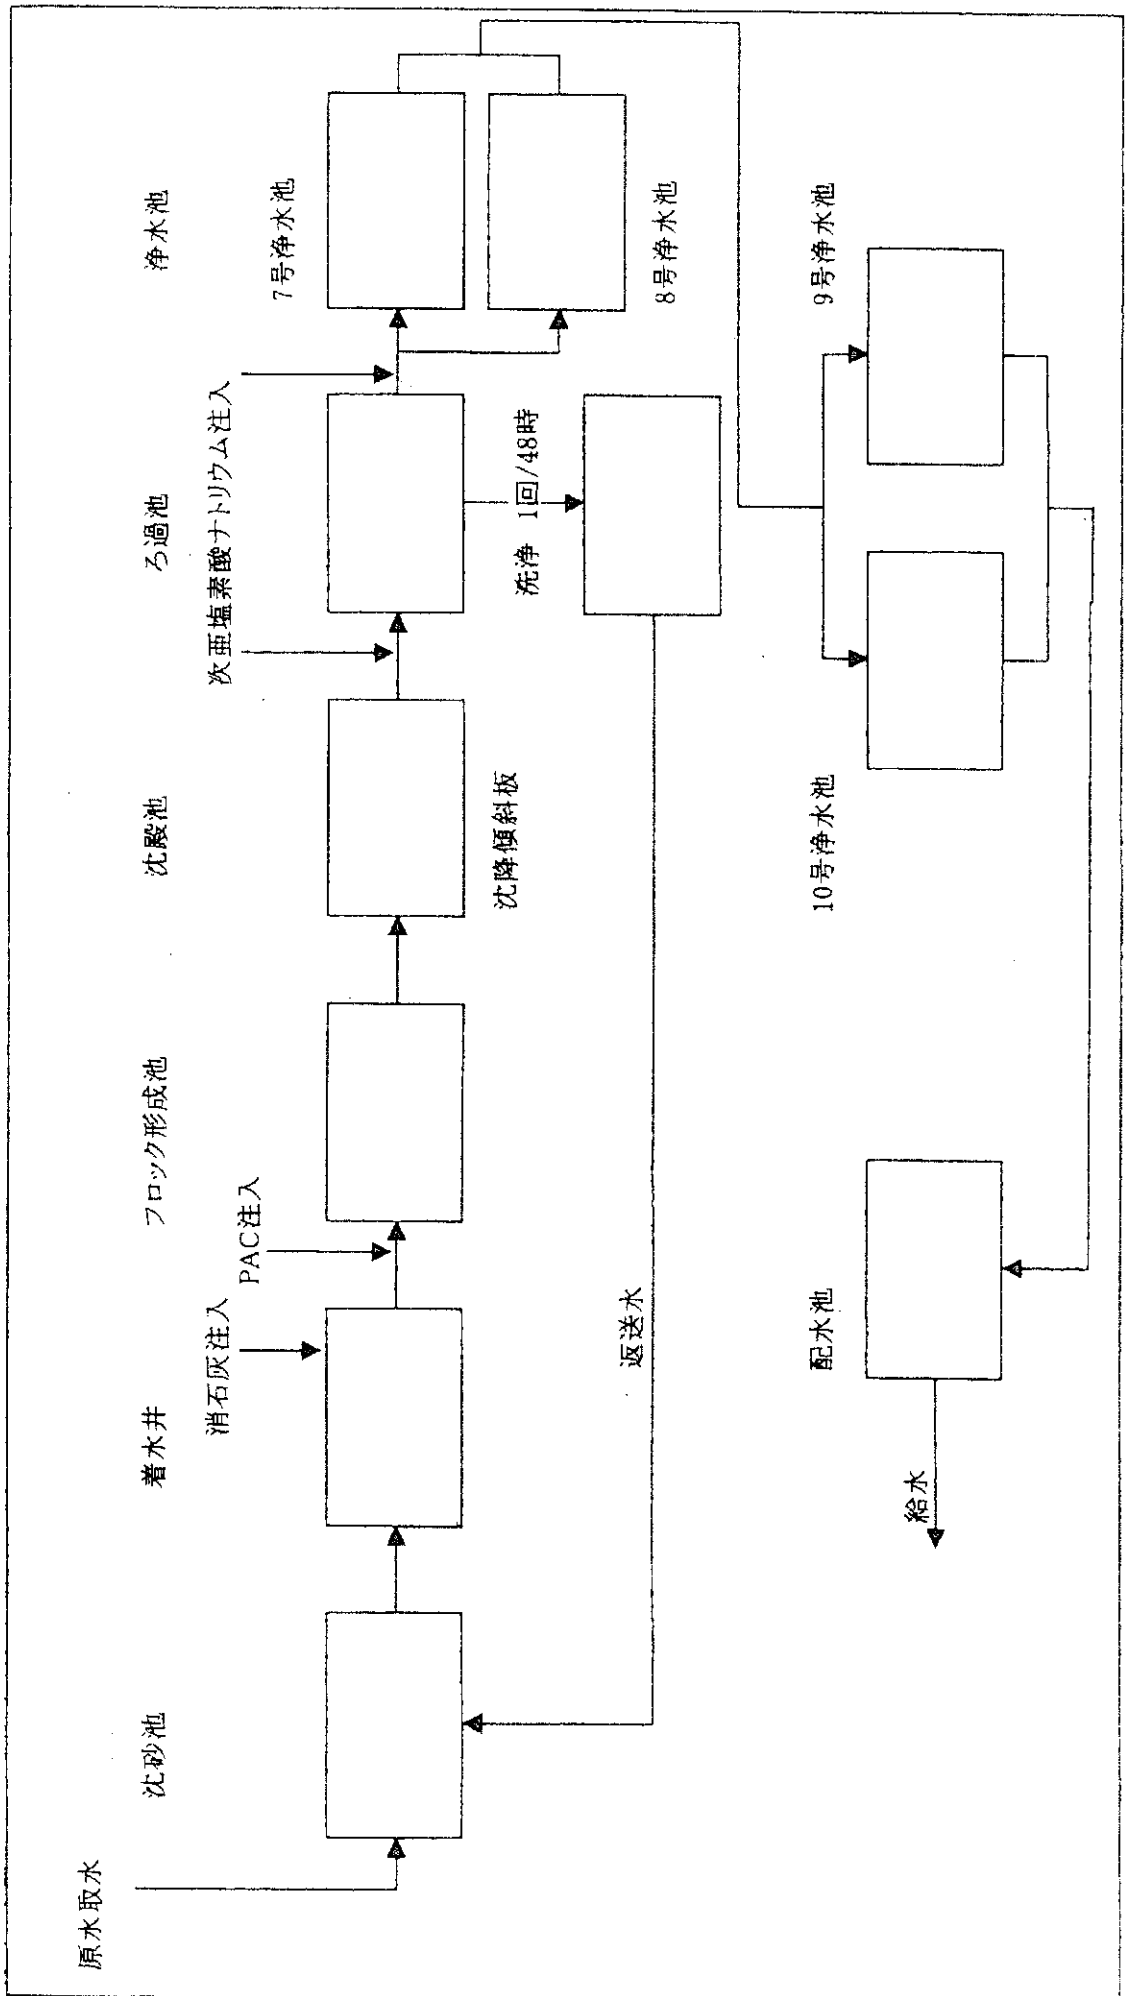 原水取水
沈砂池
着水井
フロック形成池
沈殿池
ろ過池
浄水池
消石灰注入
PAC注入
次亜塩素酸ナトリウム注入
7号浄水池
沈降傾斜板
洗浄 1回/48時
8号浄水池
返送水
配水池
10号浄水池
9号浄水池
給水